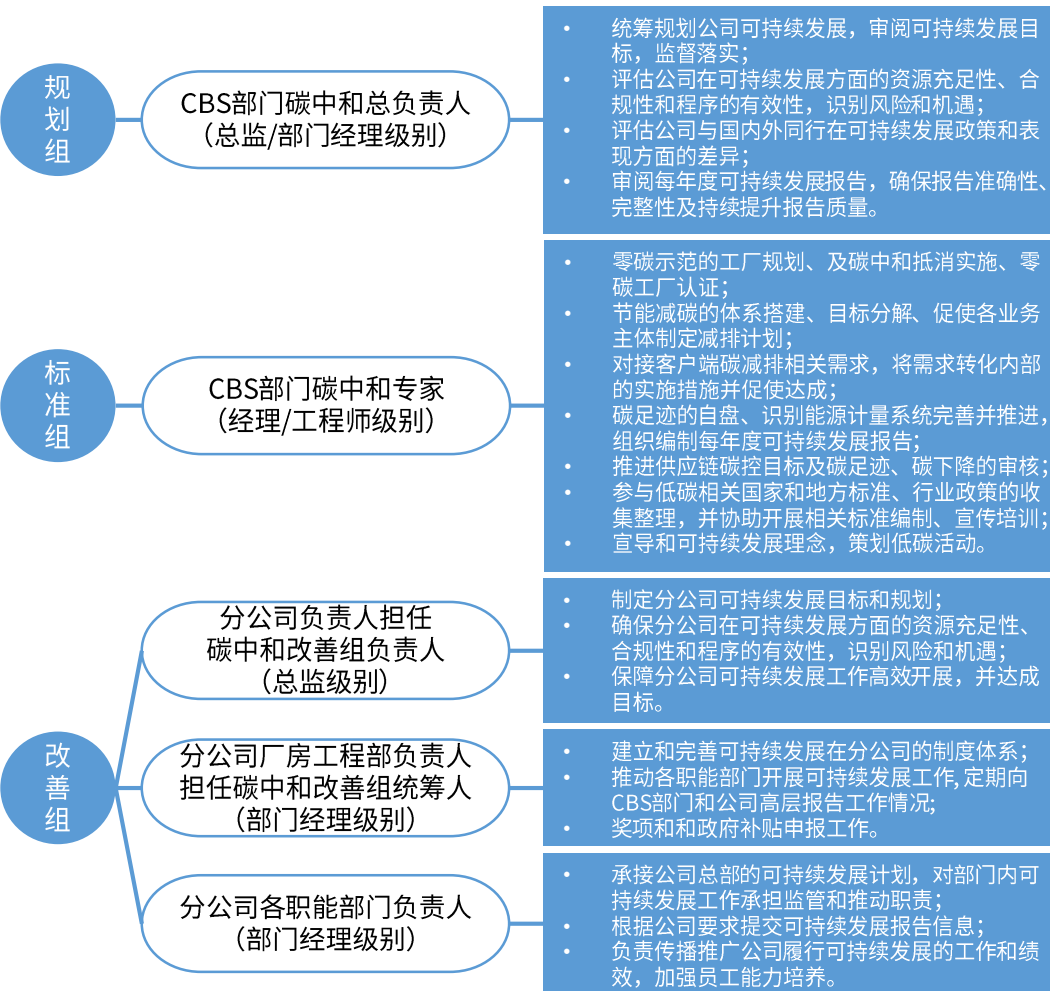 规
划
组
CBS部门碳中和总负责人
（总监/部门经理级别）
• 统筹规划公司可持续发展，审阅可持续发展目
标，监督落实；
• 评估公司在可持续发展方面的资源充足性、合
规性和程序的有效性，识别风险和机遇；
• 评估公司与国内外同行在可持续发展政策和表
现方面的差异；
• 审阅每年度可持续发展报告，确保报告准确性、
完整性及持续提升报告质量。
标
准
组
CBS部门碳中和专家
（经理/工程师级别）
• 零碳示范的工厂规划、及碳中和抵消实施、零
碳工厂认证；
• 节能减碳的体系搭建、目标分解、促使各业务
主体制定减排计划；
• 对接客户端碳减排相关需求，将需求转化内部
的实施措施并促使达成；
• 碳足迹的自盘、识别能源计量系统完善并推进，
组织编制每年度可持续发展报告；
• 推进供应链碳控目标及碳足迹、碳下降的审核；
• 参与低碳相关国家和地方标准、行业政策的收
集整理，并协助开展相关标准编制、宣传培训；
• 宣导和可持续发展理念，策划低碳活动。
改
善
组
分公司负责人担任
碳中和改善组负责人
（总监级别）
• 制定分公司可持续发展目标和规划；
• 确保分公司在可持续发展方面的资源充足性、
合规性和程序的有效性，识别风险和机遇；
• 保障分公司可持续发展工作高效开展，并达成
目标。
分公司厂房工程部负责人
担任碳中和改善组统筹人
（部门经理级别）
• 建立和完善可持续发展在分公司的制度体系；
• 推动各职能部门开展可持续发展工作,定期向
CBS部门和公司高层报告工作情况;
• 奖项和和政府补贴申报工作。
分公司各职能部门负责人
（部门经理级别）
• 承接公司总部的可持续发展计划，对部门内可
持续发展工作承担监管和推动职责；
• 根据公司要求提交可持续发展报告信息；
• 负责传播推广公司履行可持续发展的工作和绩
效，加强员工能力培养。